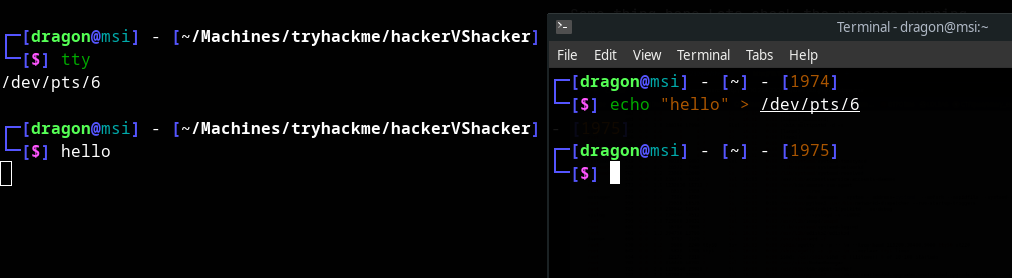 [dragon@msi] - [~/Machines/tryhackme/hackerVShacker]
[$] tty
/dev/pts/6
[dragon@msi] - [~/Machines/tryhackme/hackerVShacker]
[$] hello
Terminal - dragon@msi:~
File Edit View Terminal Tabs Help
[dragon@msi] - [~] - [1974]
[$] echo "hello" > /dev/pts/6
- [1975]
[dragon@msi] - [~] - [1975]
[$]